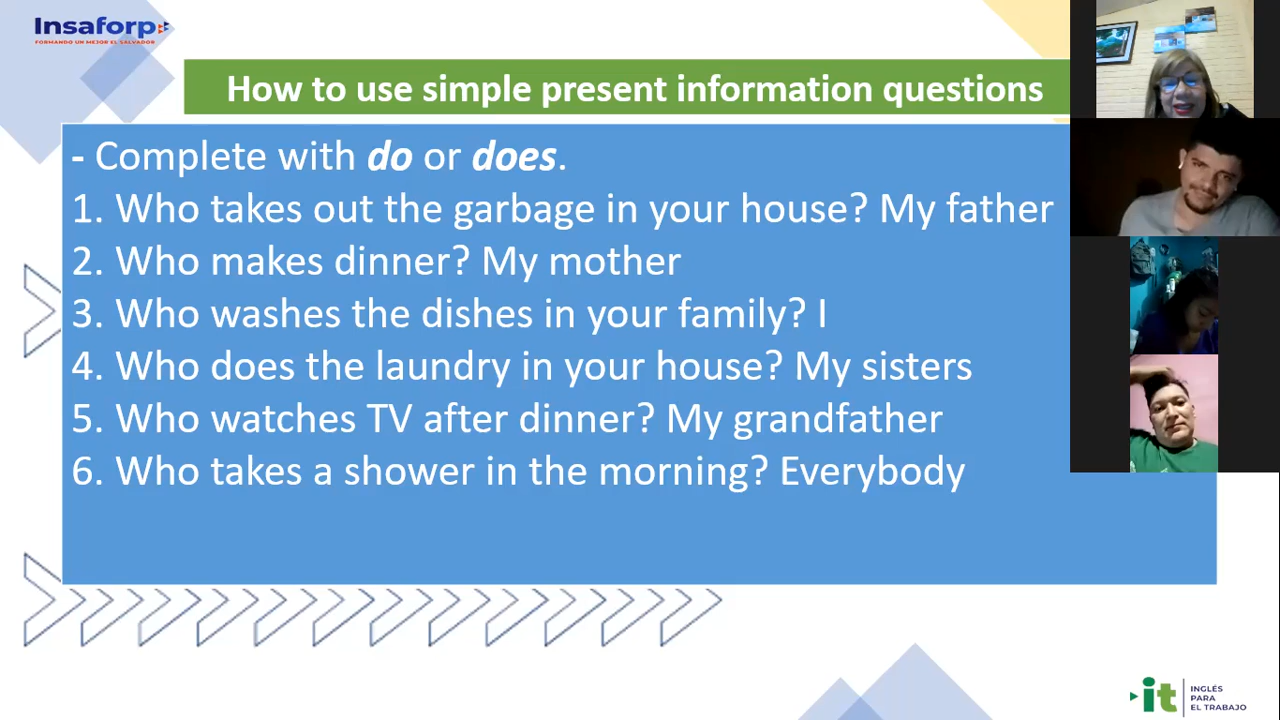 Insaforp
FORMANDO UN MEJOR EL SALVADOR
How to use simple present information questions
- Complete with do or does.
1. Who takes out the garbage in your house? My father
2. Who makes dinner? My mother
3. Who washes the dishes in your family? I
4. Who does the laundry in your house? My sisters
5. Who watches TV after dinner? My grandfather
6. Who takes a shower in the morning? Everybody
it
INGLÉS
PARA
EL TRABAJO